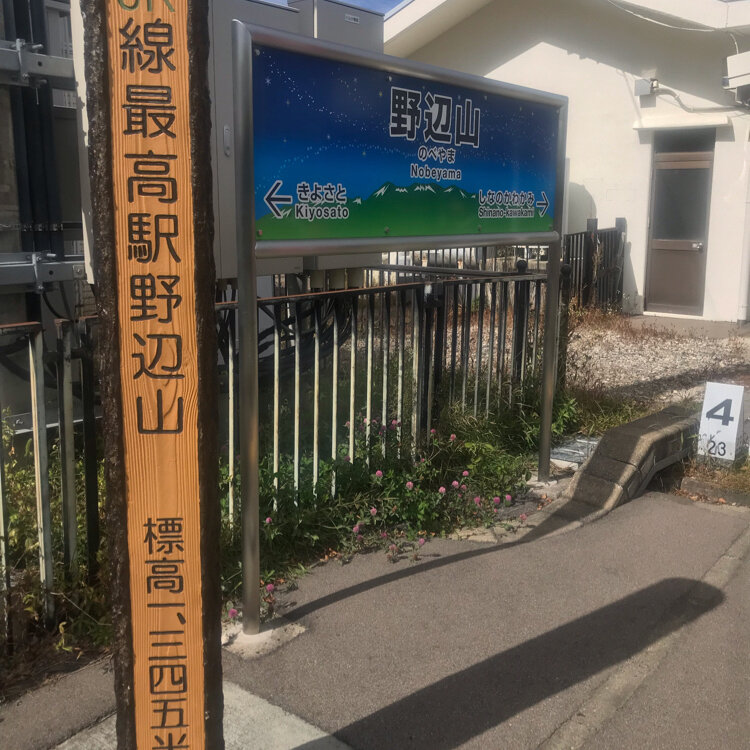 JR線最高駅野辺山
標高一、三四五米
野辺山
のべやま
Nobeyama
きよさと
Kiyosato
しなのかわかみ
Shinano-kawakami
4
23